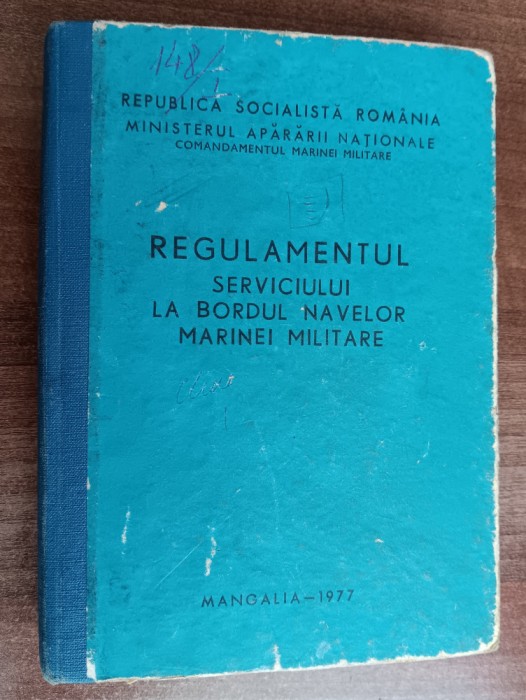 148/1
REPUBLICA SOCIALISTĂ ROMÂNIA
MINISTERUL APĂRĂRII NAȚIONALE
COMANDAMENTUL MARINEI MILITARE
REGULAMENTUL
SERVICIULUI
LA BORDUL NAVELOR
MARINEI MILITARE
MANGALIA—1977